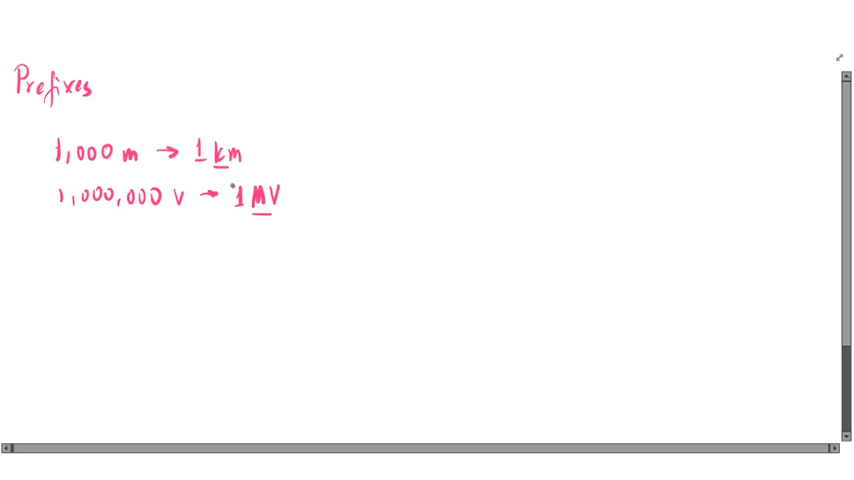 Prefixes
1,000 m → 1 km
1,000,000 V → 1 MV